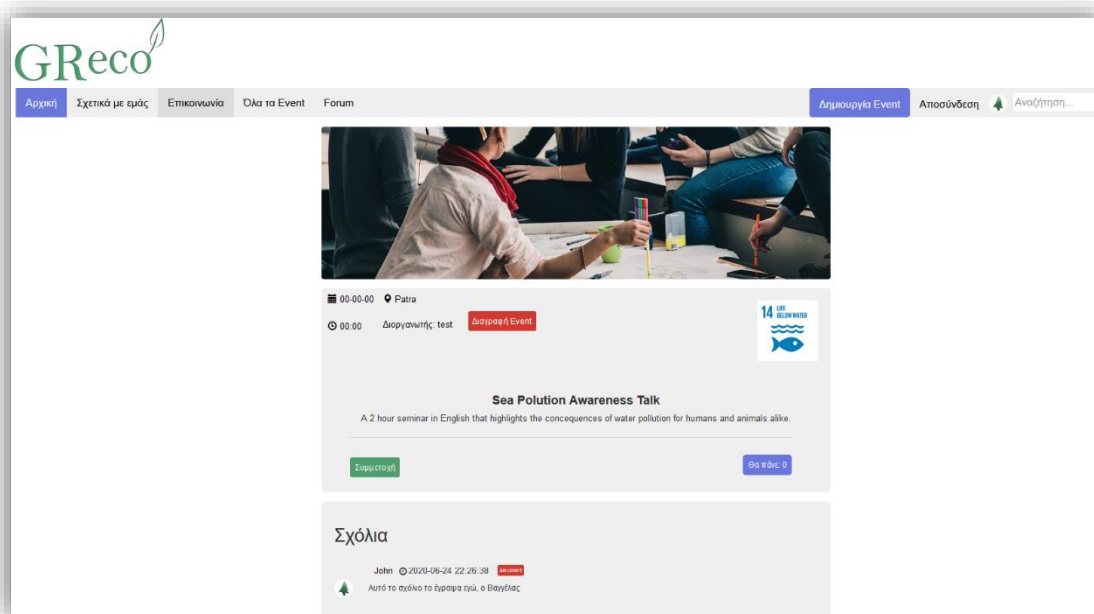 GReco
Αρχική Σχετικά με εμάς Επικοινωνία Όλα τα Event Forum Δημιουργία Event Αποσύνδεση Αναζήτηση...
00-00-00 Patra
00:00 Διοργανωτής: test Διαγραφή Event
14 LIFE
BELOW WATER
Sea Polution Awareness Talk
A 2 hour seminar in English that highlights the concequences of water pollution for humans and animals alike.
Συμμετοχή Θα πάνε: 0
Σχόλια
John 2020-06-24 22:26:38 Διαγραφή
Αυτό το σχόλιο το έγραψα εγώ, ο Βαγγέλας